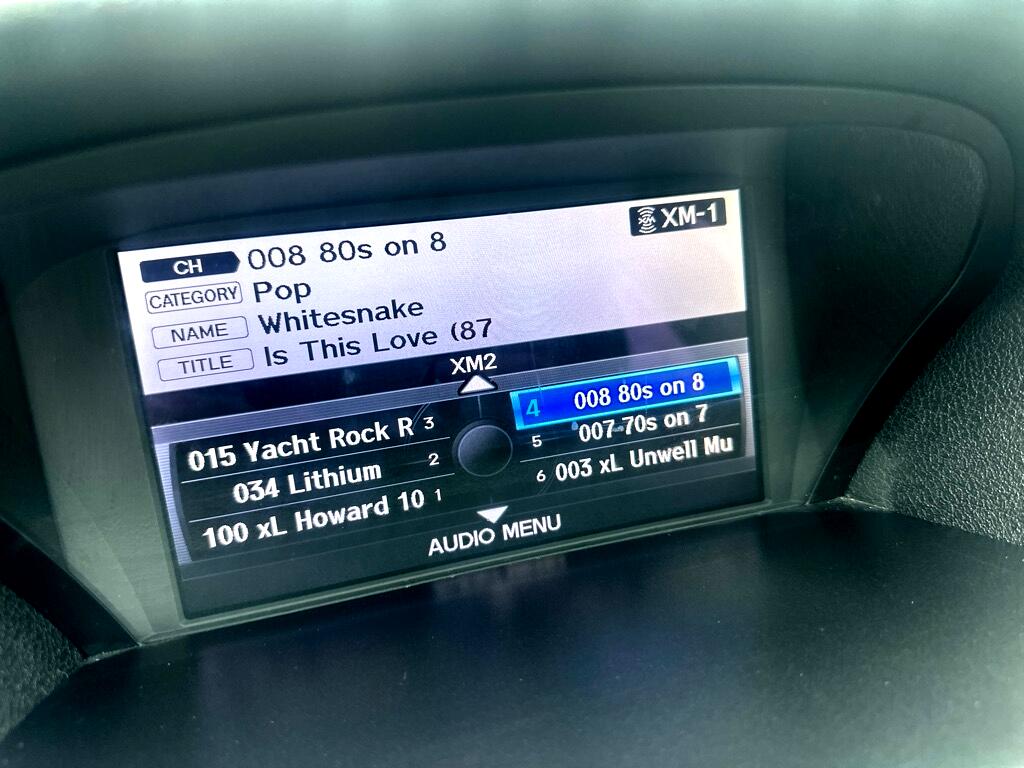 CH 008 80s on 8
XM XM-1
CATEGORY Pop
NAME Whitesnake
TITLE Is This Love (87
XM2
015 Yacht Rock R 3
034 Lithium 2
100 xL Howard 10 1
4 008 80s on 8
5 007 70s on 7
6 003 xL Unwell Mu
AUDIO MENU